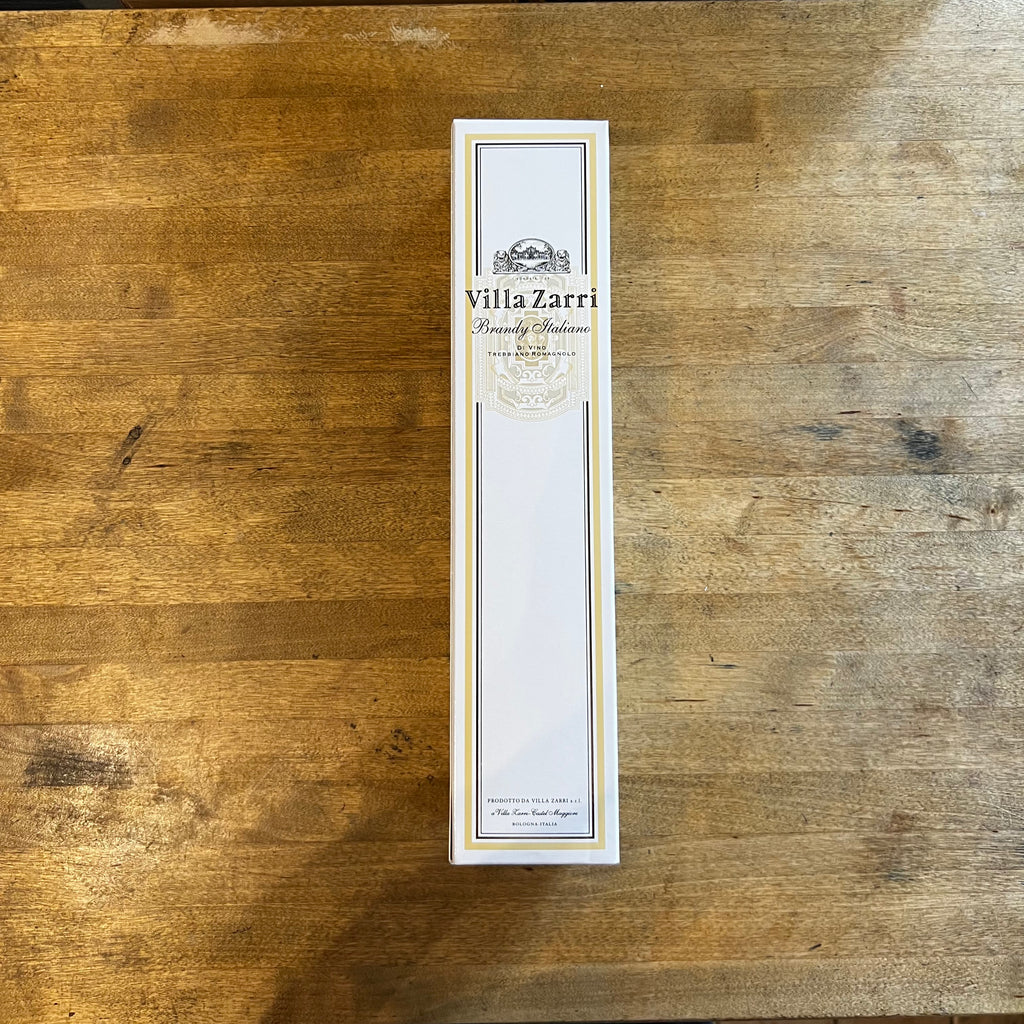 Villa Zarri
Brandy Italiano
DI VINO
TREBBIANO ROMAGNOLO
PRODOTTO DA VILLA ZARRI s.r.l.
a Villa Zarri-Castel Maggiore
BOLOGNA-ITALIA